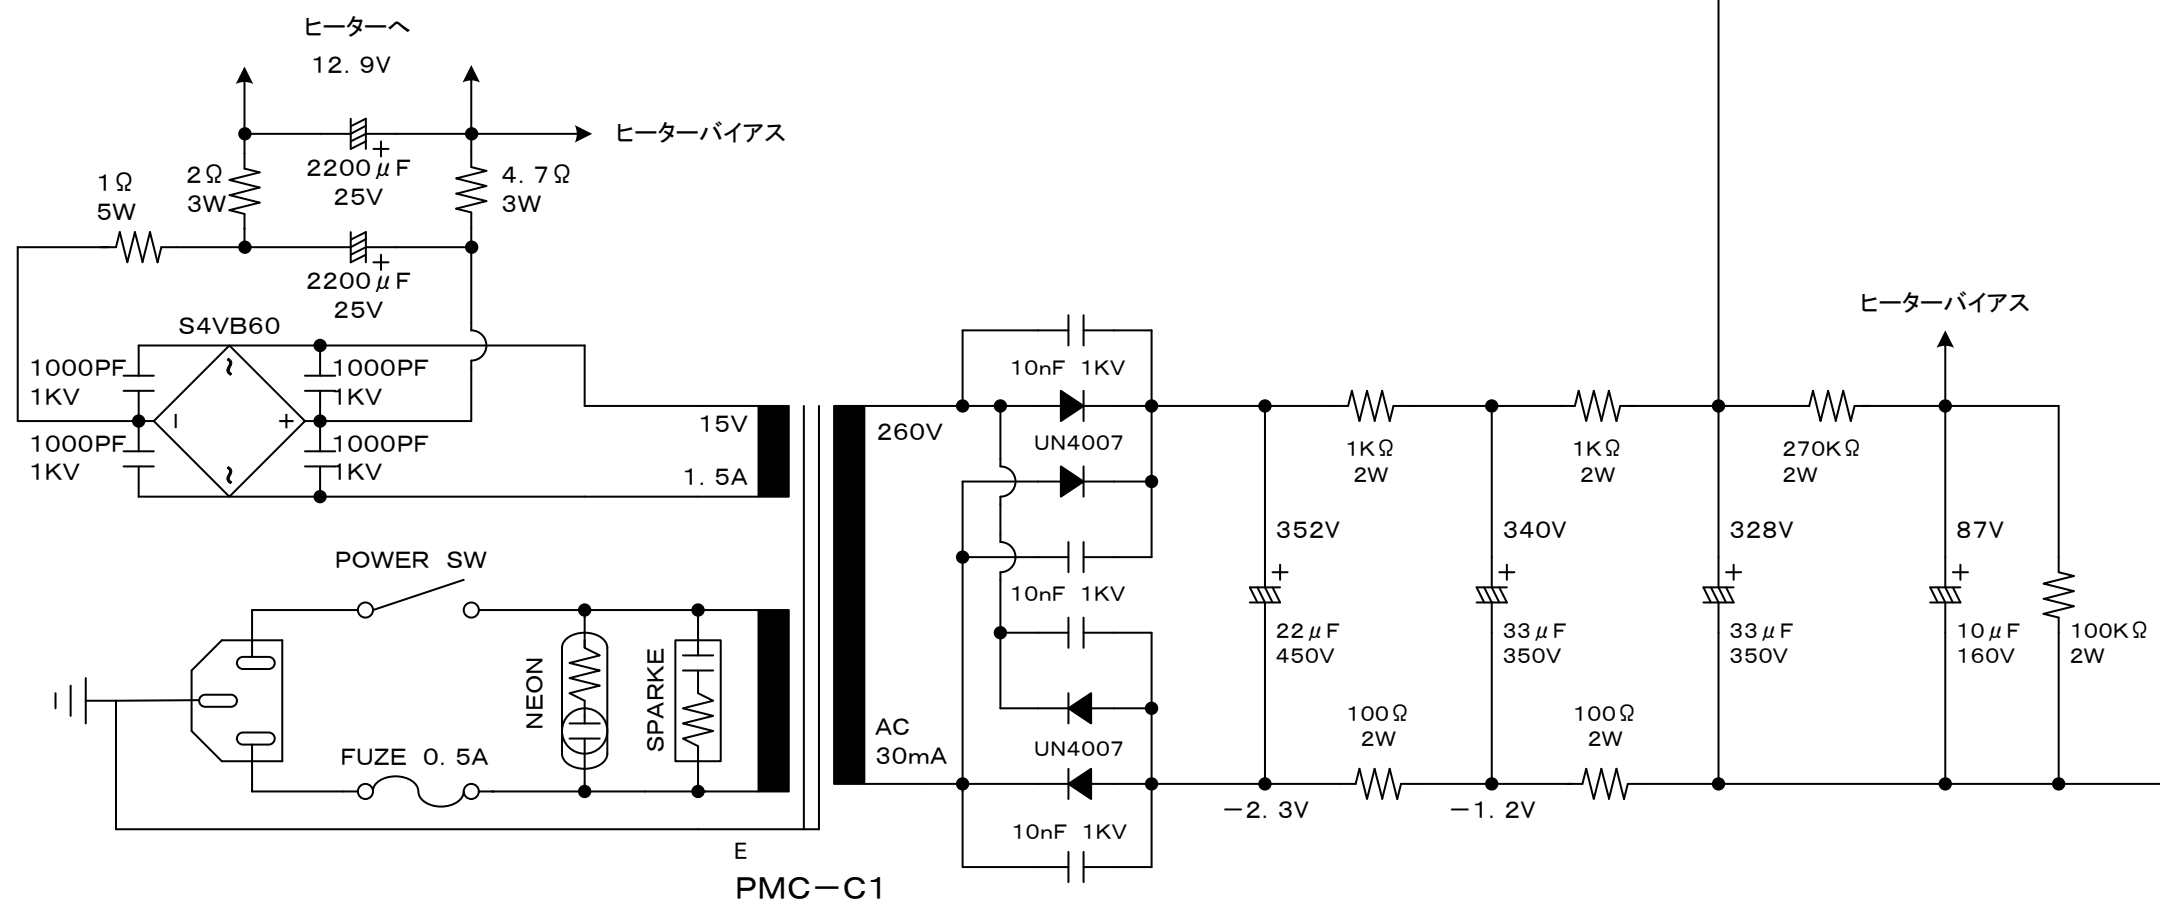 ヒーターへ
12.9V
ヒーターバイアス
2200μF
25V
1Ω
5W
2Ω
3W
4.7Ω
3W
2200μF
25V
S4VB60
1000PF
1KV
1000PF
1KV
1000PF
1KV
1000PF
1KV
15V
1.5A
POWER SW
NEON
SPARKE
FUZE 0.5A
E
PMC-C1
260V
AC
30mA
10nF 1KV
UN4007
10nF 1KV
UN4007
10nF 1KV
ヒーターバイアス
1KΩ
2W
1KΩ
2W
270KΩ
2W
352V
+
22μF
450V
340V
+
33μF
350V
328V
+
33μF
350V
87V
+
10μF
160V
100KΩ
2W
100Ω
2W
100Ω
2W
-2.3V
-1.2V